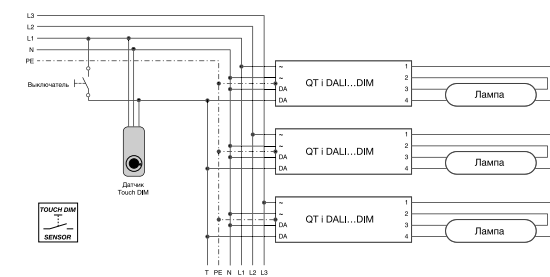 L3
L2
L1
N
PE
Выключатель
Датчик
Touch DIM
TOUCH DIM
SENSOR
~
~
DA
DA
QT i DALI...DIM
1
2
3
4
Лампа
~
~
DA
DA
QT i DALI...DIM
1
2
3
4
Лампа
~
~
DA
DA
QT i DALI...DIM
1
2
3
4
Лампа
T PE N L1 L2 L3